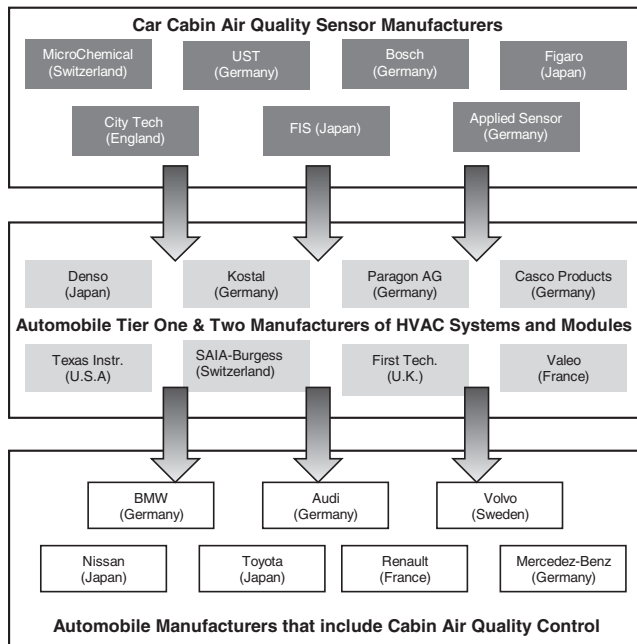 Car Cabin Air Quality Sensor Manufacturers
MicroChemical
(Switzerland)
UST
(Germany)
Bosch
(Germany)
Figaro
(Japan)
City Tech
(England)
FIS (Japan)
Applied Sensor
(Germany)
Denso
(Japan)
Kostal
(Germany)
Paragon AG
(Germany)
Casco Products
(Germany)
Automobile Tier One & Two Manufacturers of HVAC Systems and Modules
Texas Instr.
(U.S.A)
SAIA-Burgess
(Switzerland)
First Tech.
(U.K.)
Valeo
(France)
BMW
(Germany)
Audi
(Germany)
Volvo
(Sweden)
Nissan
(Japan)
Toyota
(Japan)
Renault
(France)
Mercedez-Benz
(Germany)
Automobile Manufacturers that include Cabin Air Quality Control